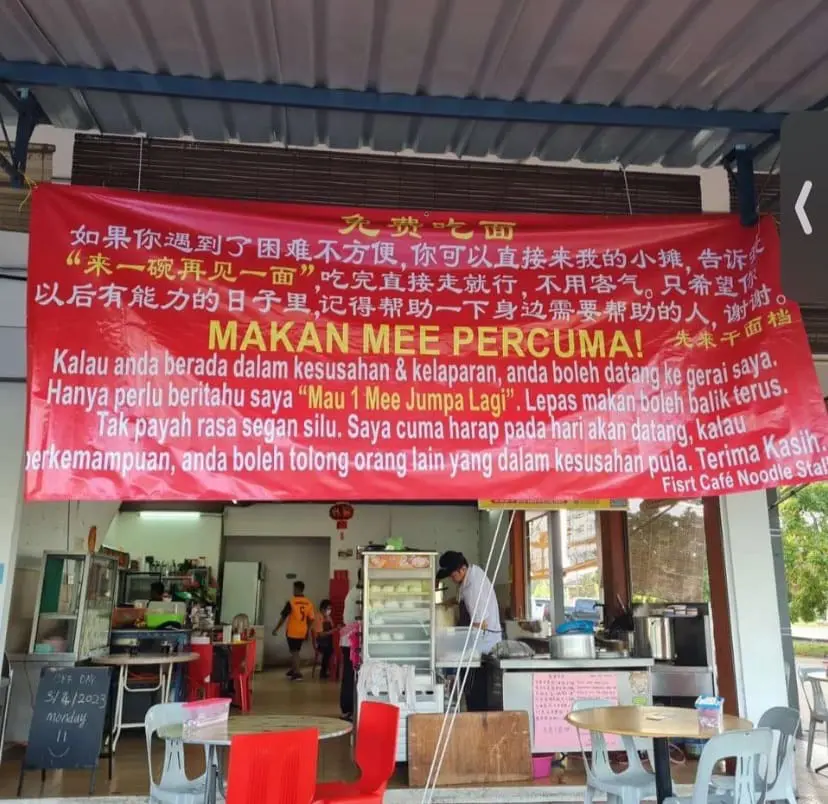 免费吃面
如果你遇到了困难不方便,你可以直接来我的小摊,告诉
“来一碗再见一面”,吃完直接走就行,不用客气。只希望你
以后有能力的日子里,记得帮助一下身边需要帮助的人,谢谢。
先来干面档
MAKAN MEE PERCUMA!
Kalau anda berada dalam kesusahan & kelaparan, anda boleh datang ke gerai saya.
Hanya perlu beritahu saya “Mau 1 Mee Jumpa Lagi”. Lepas makan boleh balik terus.
Tak payah rasa segan silu. Saya cuma harap pada hari akan datang, kalau
berkemampuan, anda boleh tolong orang lain yang dalam kesusahan pula. Terima Kasih.
Fisrt Café Noodle Stall
OFF DAY
3/4/2023
monday